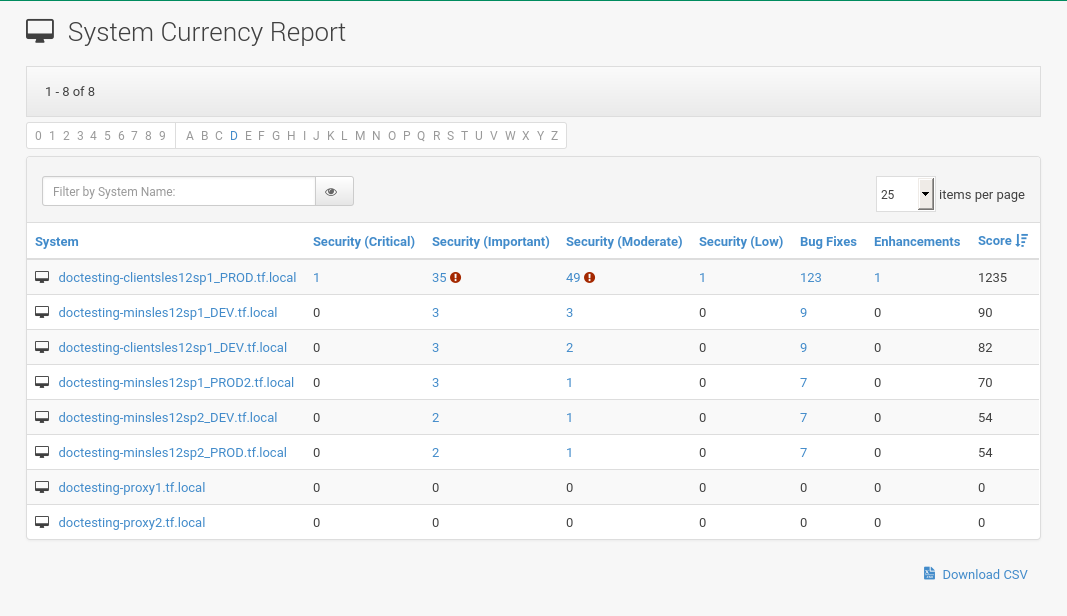 System Currency Report
1 - 8 of 8
0 1 2 3 4 5 6 7 8 9 A B C D E F G H I J K L M N O P Q R S T U V W X Y Z
Filter by System Name: 25 items per page
System Security (Critical) Security (Important) Security (Moderate) Security (Low) Bug Fixes Enhancements Score
doctesting-clientsles12sp1_PROD.tf.local 1 35 49 1 123 1 1235
doctesting-minsles12sp1_DEV.tf.local 0 3 3 0 9 0 90
doctesting-clientsles12sp1_DEV.tf.local 0 3 2 0 9 0 82
doctesting-minsles12sp1_PROD2.tf.local 0 3 1 0 7 0 70
doctesting-minsles12sp2_DEV.tf.local 0 2 1 0 7 0 54
doctesting-minsles12sp2_PROD.tf.local 0 2 1 0 7 0 54
doctesting-proxy1.tf.local 0 0 0 0 0 0 0
doctesting-proxy2.tf.local 0 0 0 0 0 0 0
Download CSV